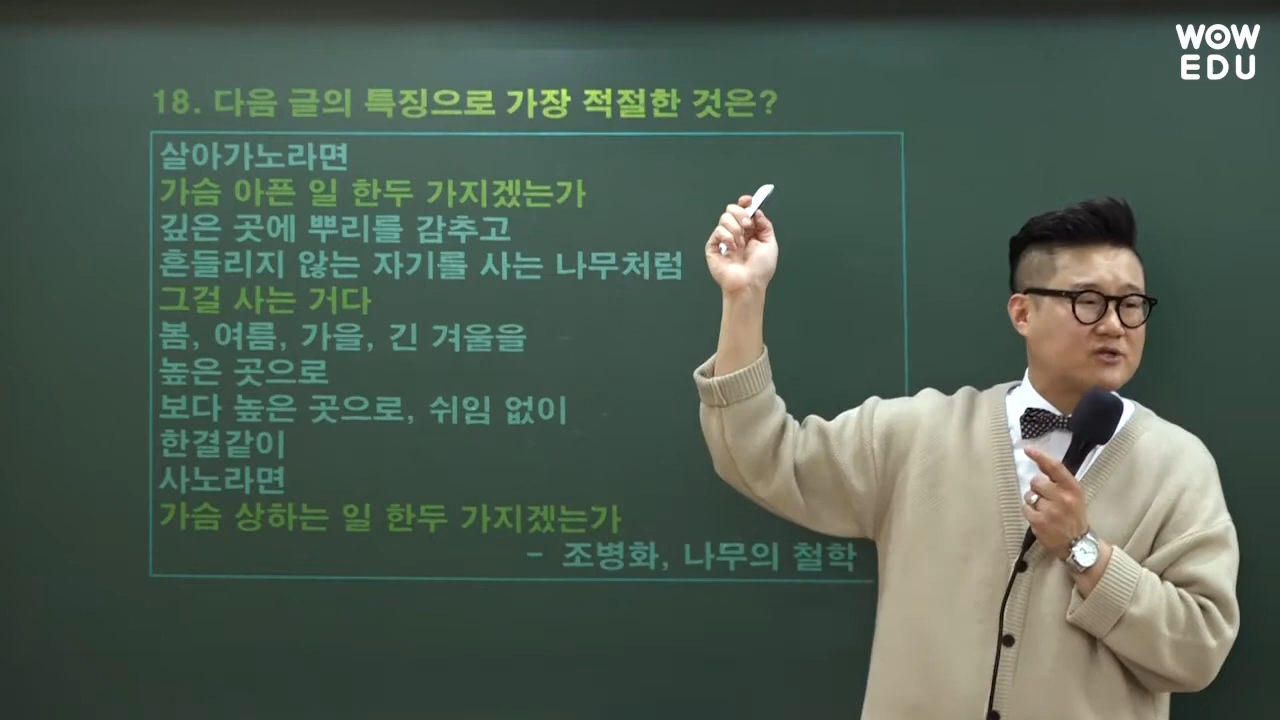 WOW
EDU
18. 다음 글의 특징으로 가장 적절한 것은?
살아가노라면
가슴 아픈 일 한두 가지겠는가
깊은 곳에 뿌리를 감추고
흔들리지 않는 자기를 사는 나무처럼
그걸 사는 거다
봄, 여름, 가을, 긴 겨울을
높은 곳으로
보다 높은 곳으로, 쉬임 없이
한결같이
사노라면
가슴 상하는 일 한두 가지겠는가
- 조병화, 나무의 철학